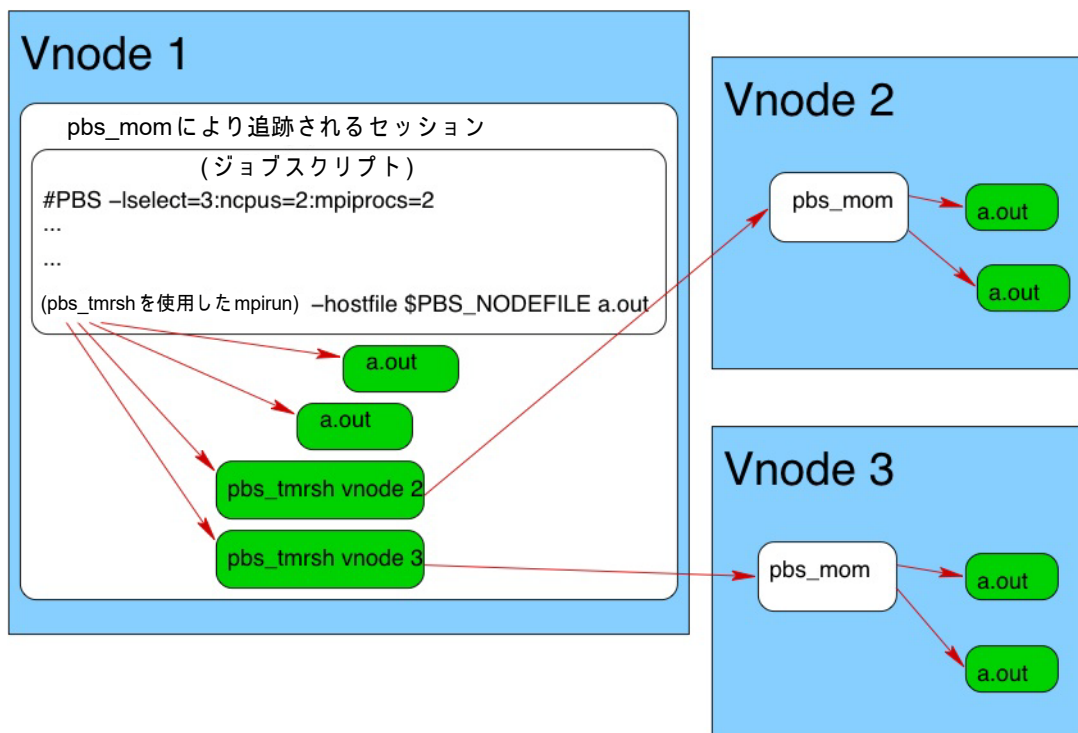 Vnode 1
pbs_momにより追跡されるセッション
(ジョブスクリプト)
#PBS –lselect=3:ncpus=2:mpiprocs=2
...
...
(pbs_tmrshを使用したmpirun) –hostfile $PBS_NODEFILE a.out
a.out
a.out
pbs_tmrsh vnode 2
pbs_tmrsh vnode 3
Vnode 2
pbs_mom
a.out
a.out
Vnode 3
pbs_mom
a.out
a.out